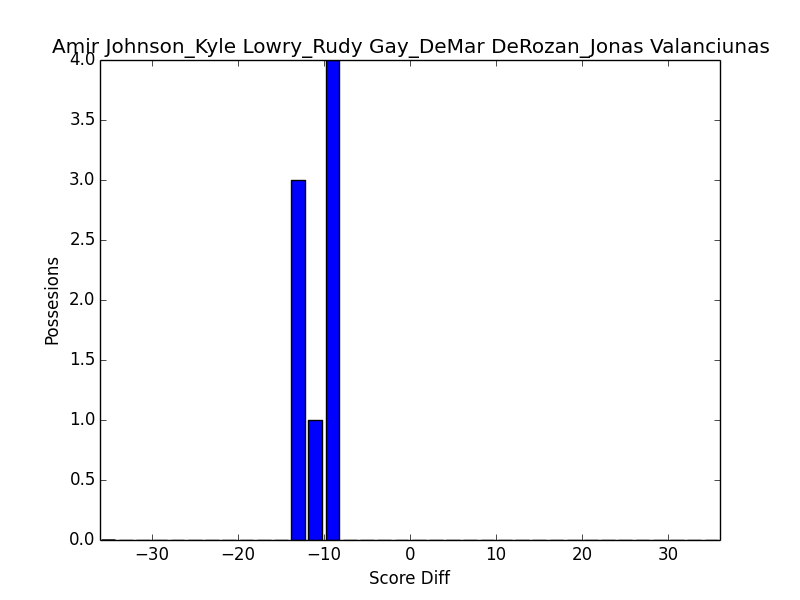 Amir Johnson_Kyle Lowry_Rudy Gay_DeMar DeRozan_Jonas Valanciunas
4.0
3.5
3.0
2.5
2.0
1.5
1.0
0.5
0.0
Possesions
−30 −20 −10 0 10 20 30
Score Diff